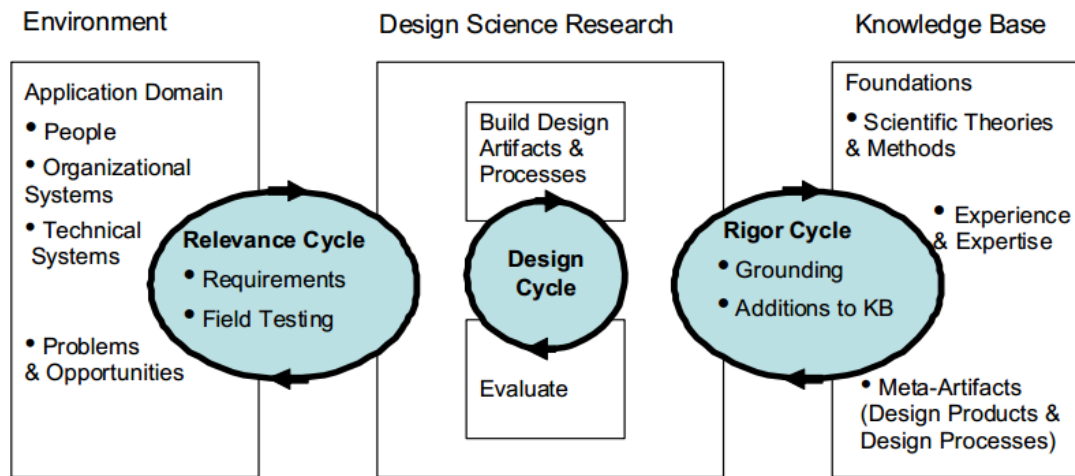 Environment
Design Science Research
Knowledge Base
Application Domain
• People
• Organizational
Systems
• Technical
Systems
• Problems
& Opportunities
Relevance Cycle
• Requirements
• Field Testing
Build Design
Artifacts &
Processes
Design
Cycle
Evaluate
Rigor Cycle
• Grounding
• Additions to KB
Foundations
• Scientific Theories
& Methods
• Experience
& Expertise
• Meta-Artifacts
(Design Products &
Design Processes)